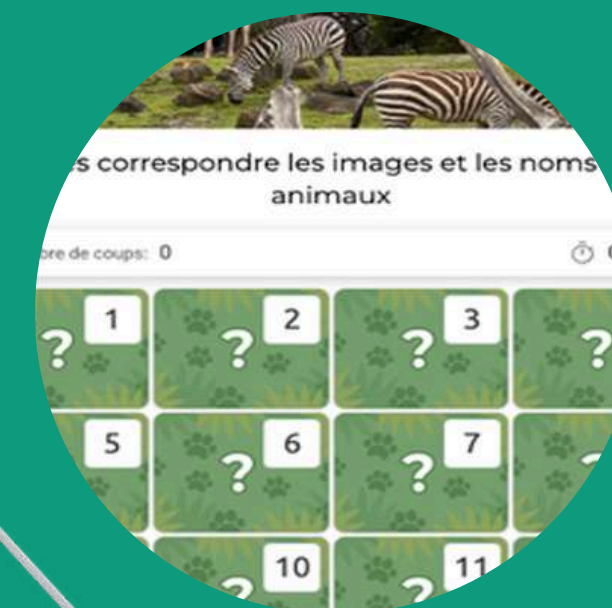 s correspondre les images et les noms
animaux
bre de coups: 0
? 1 ? 2 ? 3 ?
5 ? 6 ? 7
? 10 ? 11